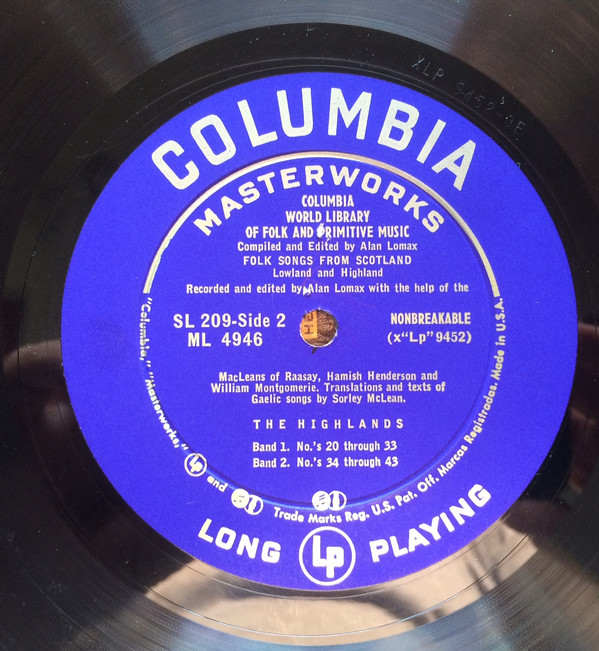 XLP 9452-3E
COLUMBIA
MASTERWORKS
COLUMBIA
WORLD LIBRARY
OF FOLK AND PRIMITIVE MUSIC
Compiled and Edited by Alan Lomax
FOLK SONGS FROM SCOTLAND
Lowland and Highland
Recorded and edited by Alan Lomax with the help of the
SL 209-Side 2
ML 4946
NONBREAKABLE
(x"Lp"9452)
MacLeans of Raasay, Hamish Henderson and
William Montgomerie. Translations and texts of
Gaelic songs by Sorley McLean.
THE HIGHLANDS
Band 1. No.'s 20 through 33
Band 2. No.'s 34 through 43
"Columbia," "Masterworks," Lp and Trade Marks Reg. U.S. Pat. Off. Marcas Registradas. Made in U.S.A.
LONG Lp PLAYING